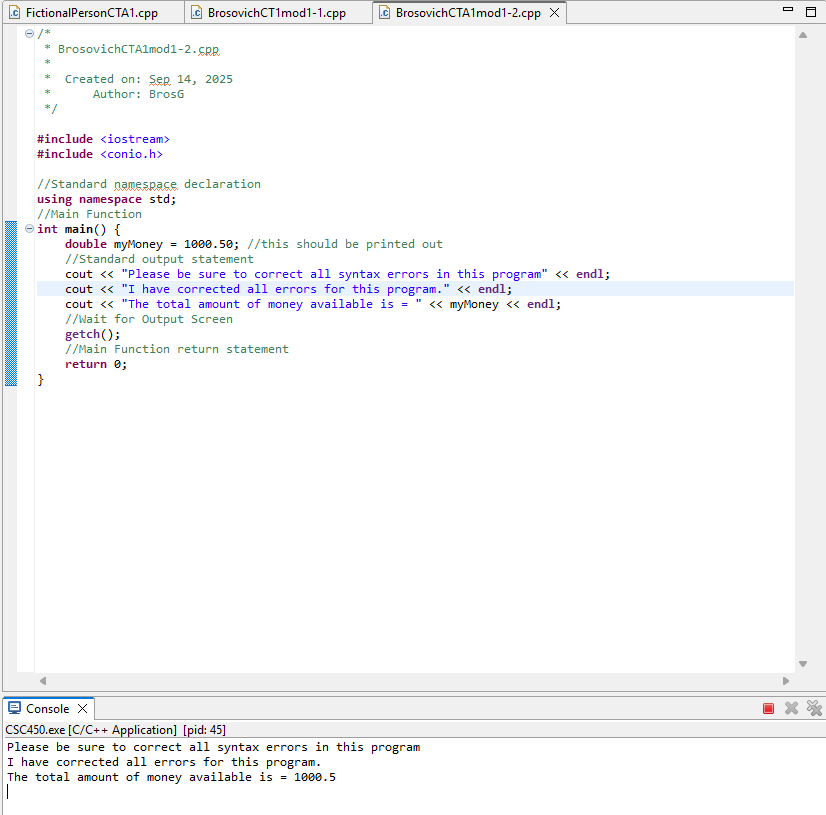 FictionalPersonCTA1.cpp BrosovichCT1mod1-1.cpp BrosovichCTA1mod1-2.cpp
/*
 * BrosovichCTA1mod1-2.cpp
 *
 *  Created on: Sep 14, 2025
 *      Author: BrosG
 */

#include <iostream>
#include <conio.h>

//Standard namespace declaration
using namespace std;
//Main Function
int main() {
    double myMoney = 1000.50; //this should be printed out
    //Standard output statement
    cout << "Please be sure to correct all syntax errors in this program" << endl;
    cout << "I have corrected all errors for this program." << endl;
    cout << "The total amount of money available is = " << myMoney << endl;
    //Wait for Output Screen
    getch();
    //Main Function return statement
    return 0;
}
Console
CSC450.exe [C/C++ Application] [pid: 45]
Please be sure to correct all syntax errors in this program
I have corrected all errors for this program.
The total amount of money available is = 1000.5